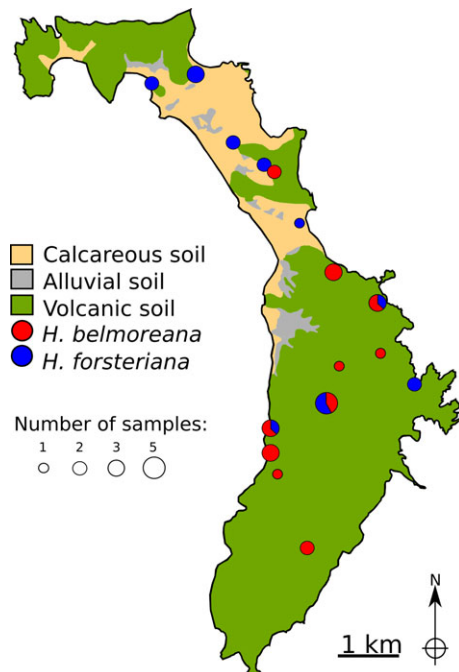 Calcareous soil
Alluvial soil
Volcanic soil
H. belmoreana
H. forsteriana
Number of samples:
1 2 3 5
N
1 km